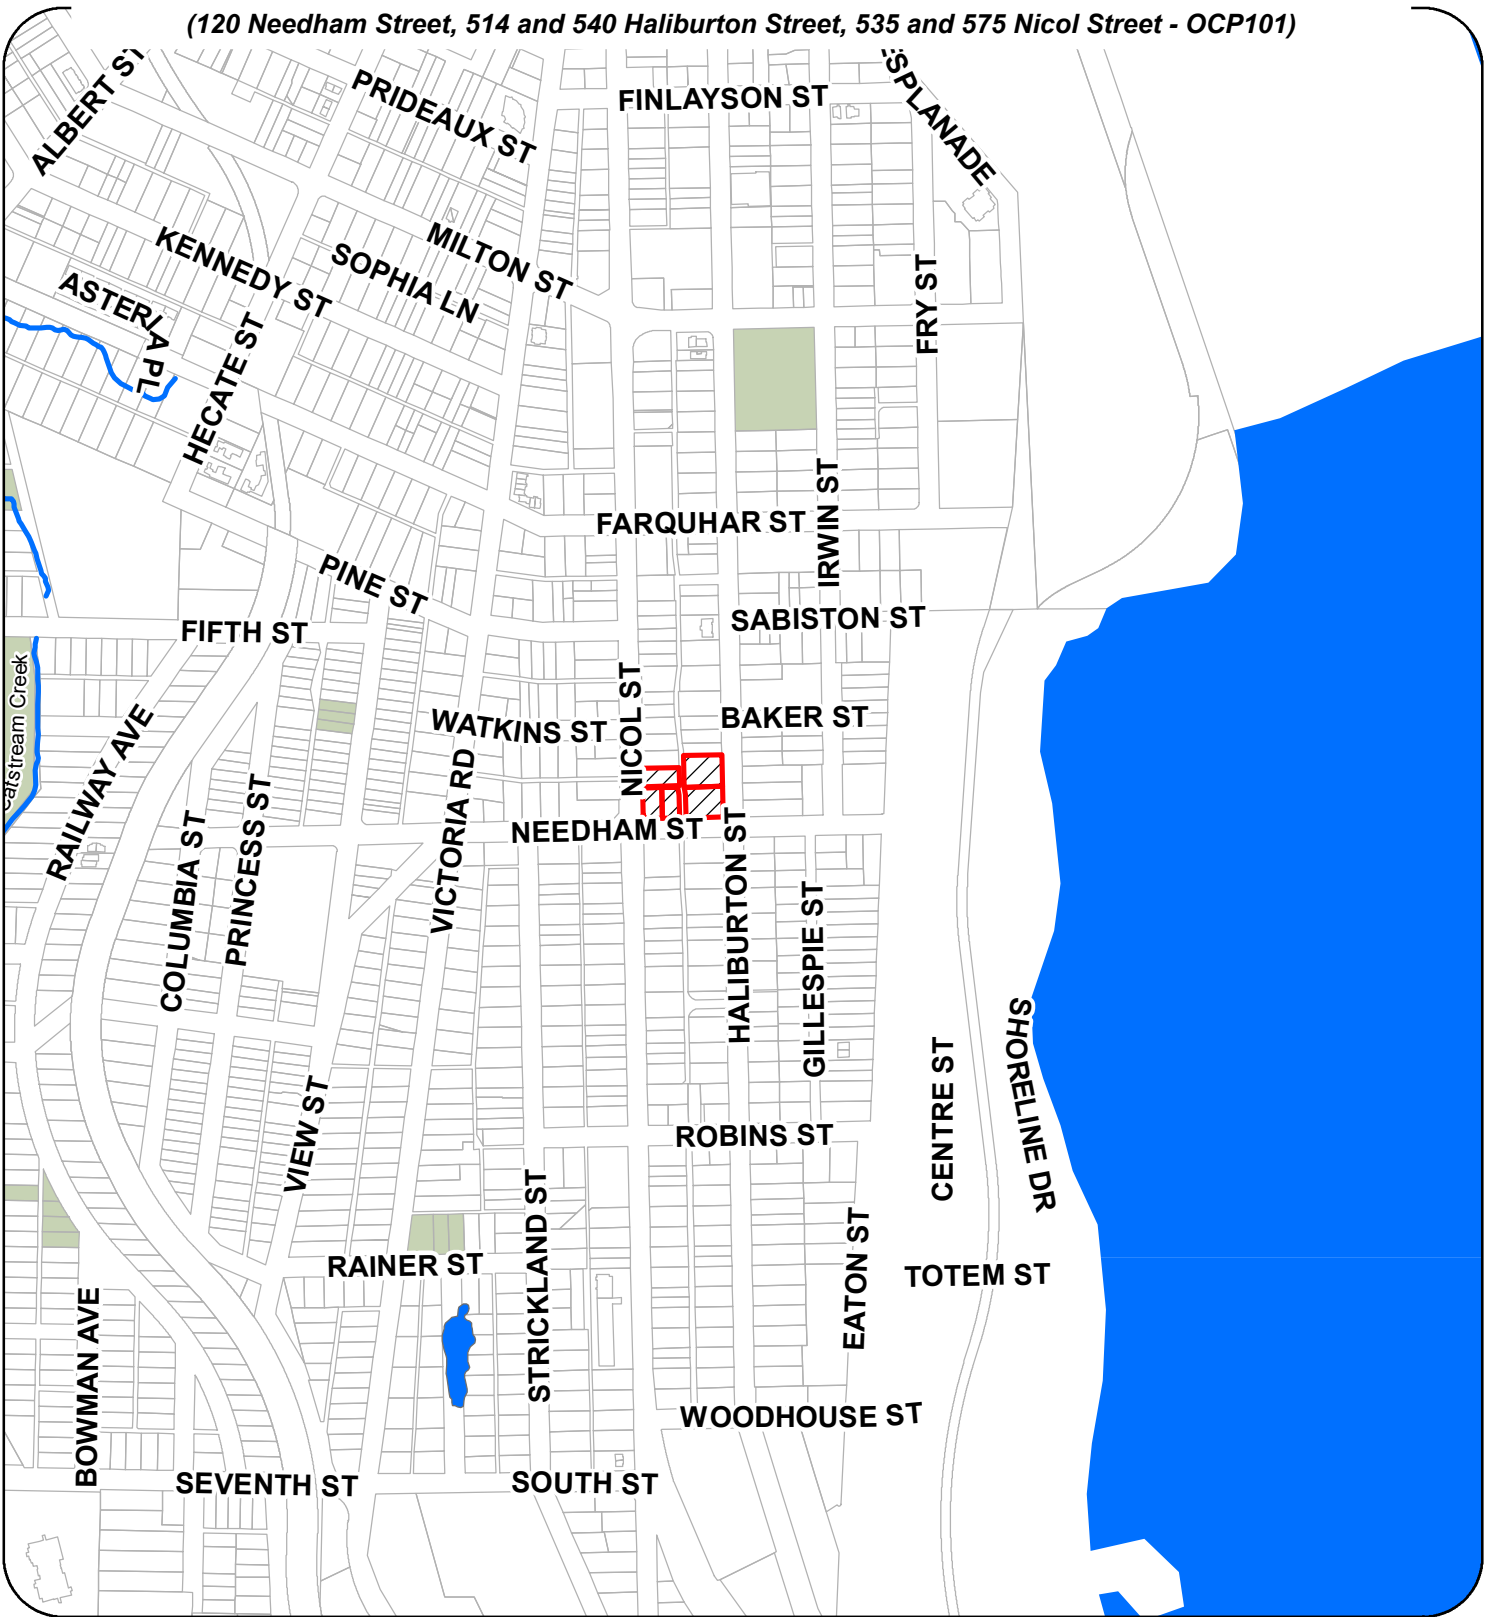 (120 Needham Street, 514 and 540 Haliburton Street, 535 and 575 Nicol Street - OCP101)
ALBERT ST
PRIDEAUX ST
FINLAYSON ST
ESPLANADE
KENNEDY ST
SOPHIA LN
MILTON ST
ASTERIA PL
HECATE ST
FRY ST
FARQUHAR ST
IRWIN ST
PINE ST
FIFTH ST
SABISTON ST
Catstream Creek
RAILWAY AVE
WATKINS ST
NICOL ST
BAKER ST
VICTORIA RD
NEEDHAM ST
COLUMBIA ST
PRINCESS ST
HALIBURTON ST
GILLESPIE ST
VIEW ST
ROBINS ST
CENTRE ST
SHORELINE DR
STRICKLAND ST
RAINER ST
EATON ST
TOTEM ST
BOWMAN AVE
WOODHOUSE ST
SEVENTH ST
SOUTH ST